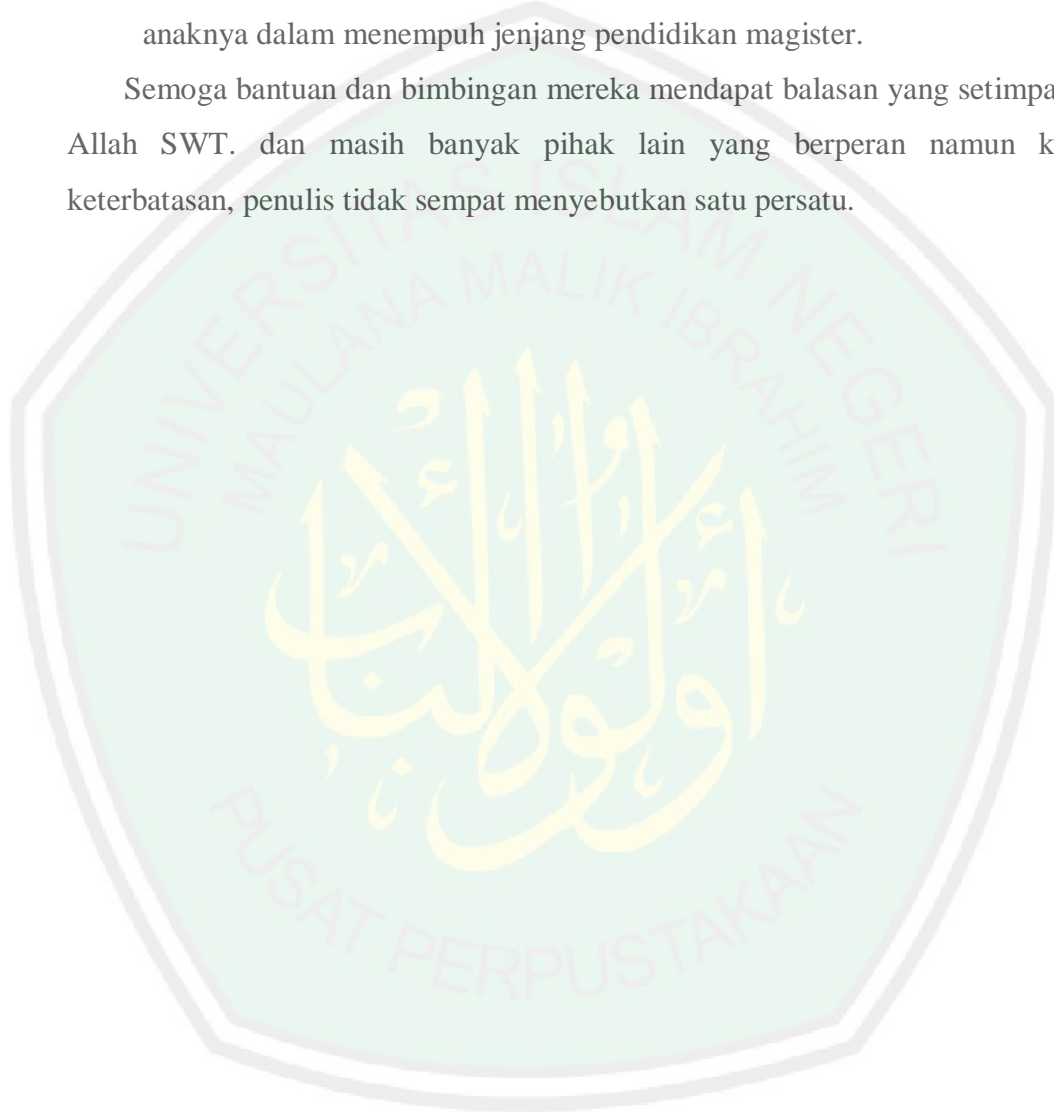 anaknya dalam menempuh jenjang pendidikan magister.
Semoga bantuan dan bimbingan mereka mendapat balasan yang setimpa
Allah SWT. dan masih banyak pihak lain yang berperan namun k
keterbatasan, penulis tidak sempat menyebutkan satu persatu.
UNIVERSITAS ISLAM NEGERI
MAULANA MALIK IBRAHIM
أولوا الألباب
PUSAT PERPUSTAKAAN